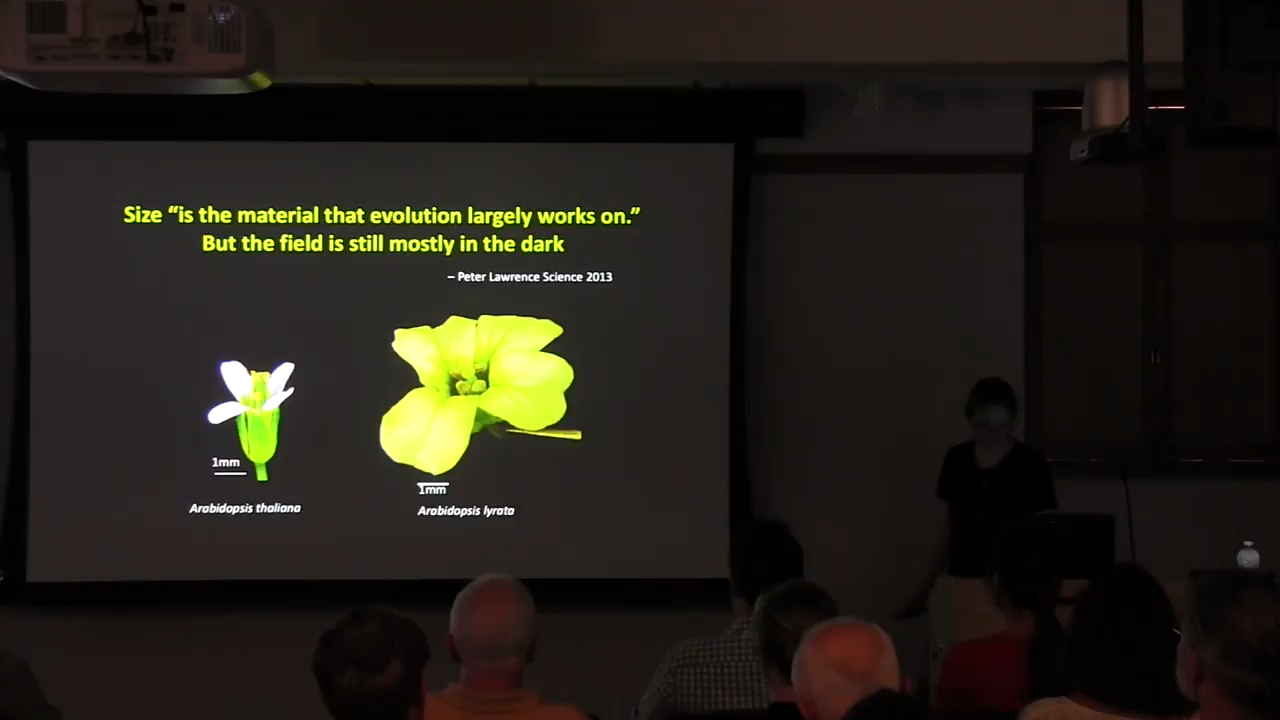 Size “is the material that evolution largely works on.”
But the field is still mostly in the dark
– Peter Lawrence Science 2013
1mm
1mm
Arabidopsis thaliana
Arabidopsis lyrata